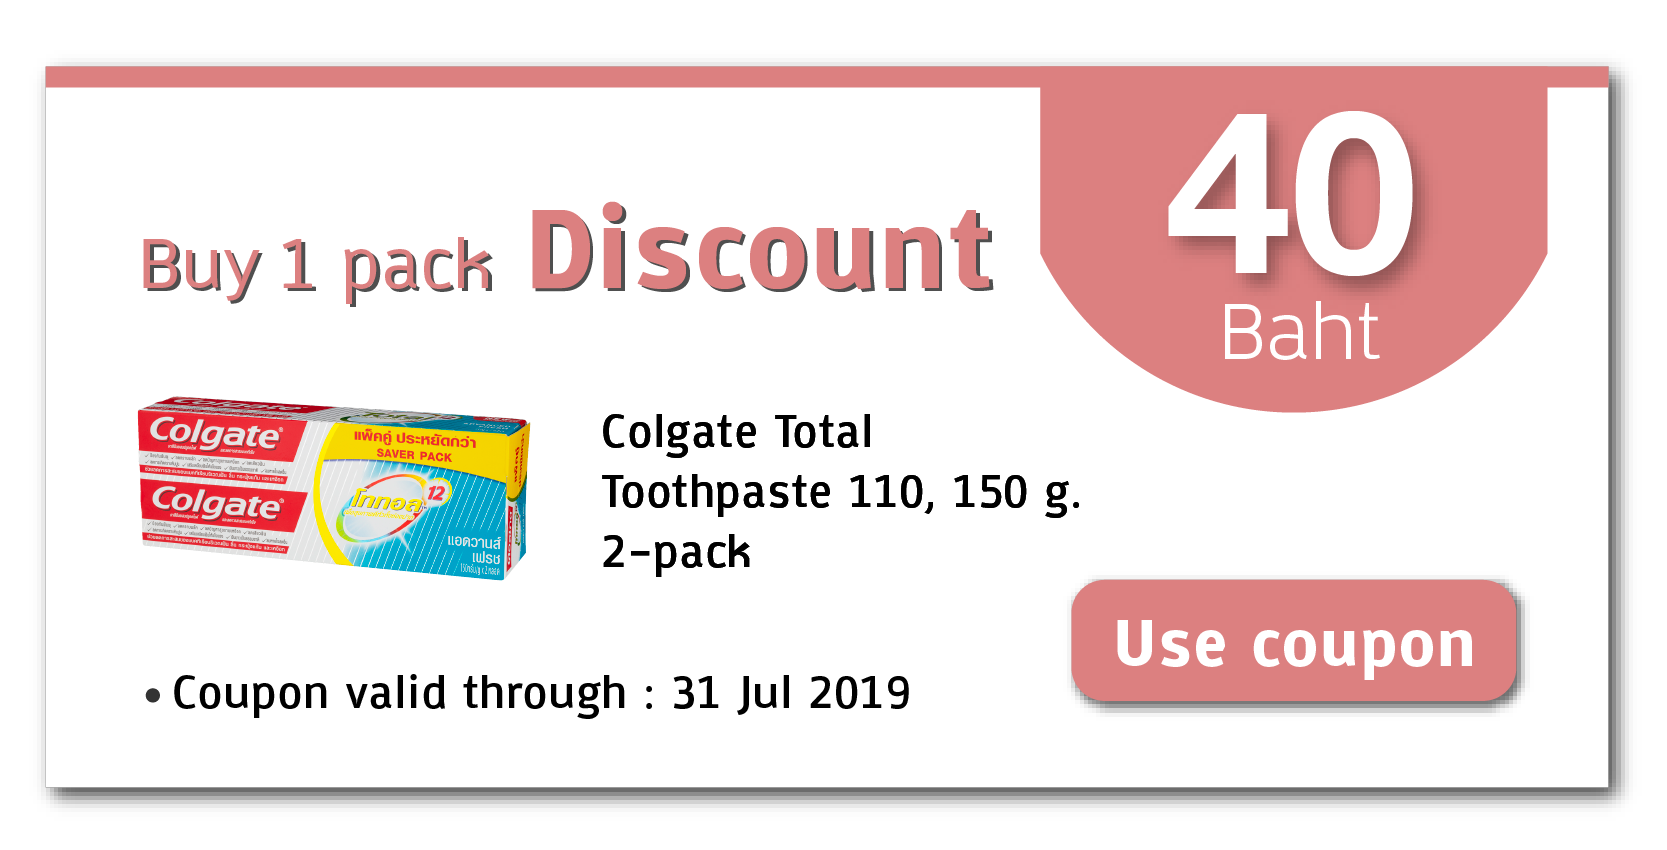 40
Baht
Buy 1 pack Discount
Colgate
Colgate
แพ็คคู่ ประหยัดกว่า
SAVER PACK
โททอล 12
แอดวานส์
เฟรช
Colgate Total
Toothpaste 110, 150 g.
2-pack
Use coupon
• Coupon valid through : 31 Jul 2019